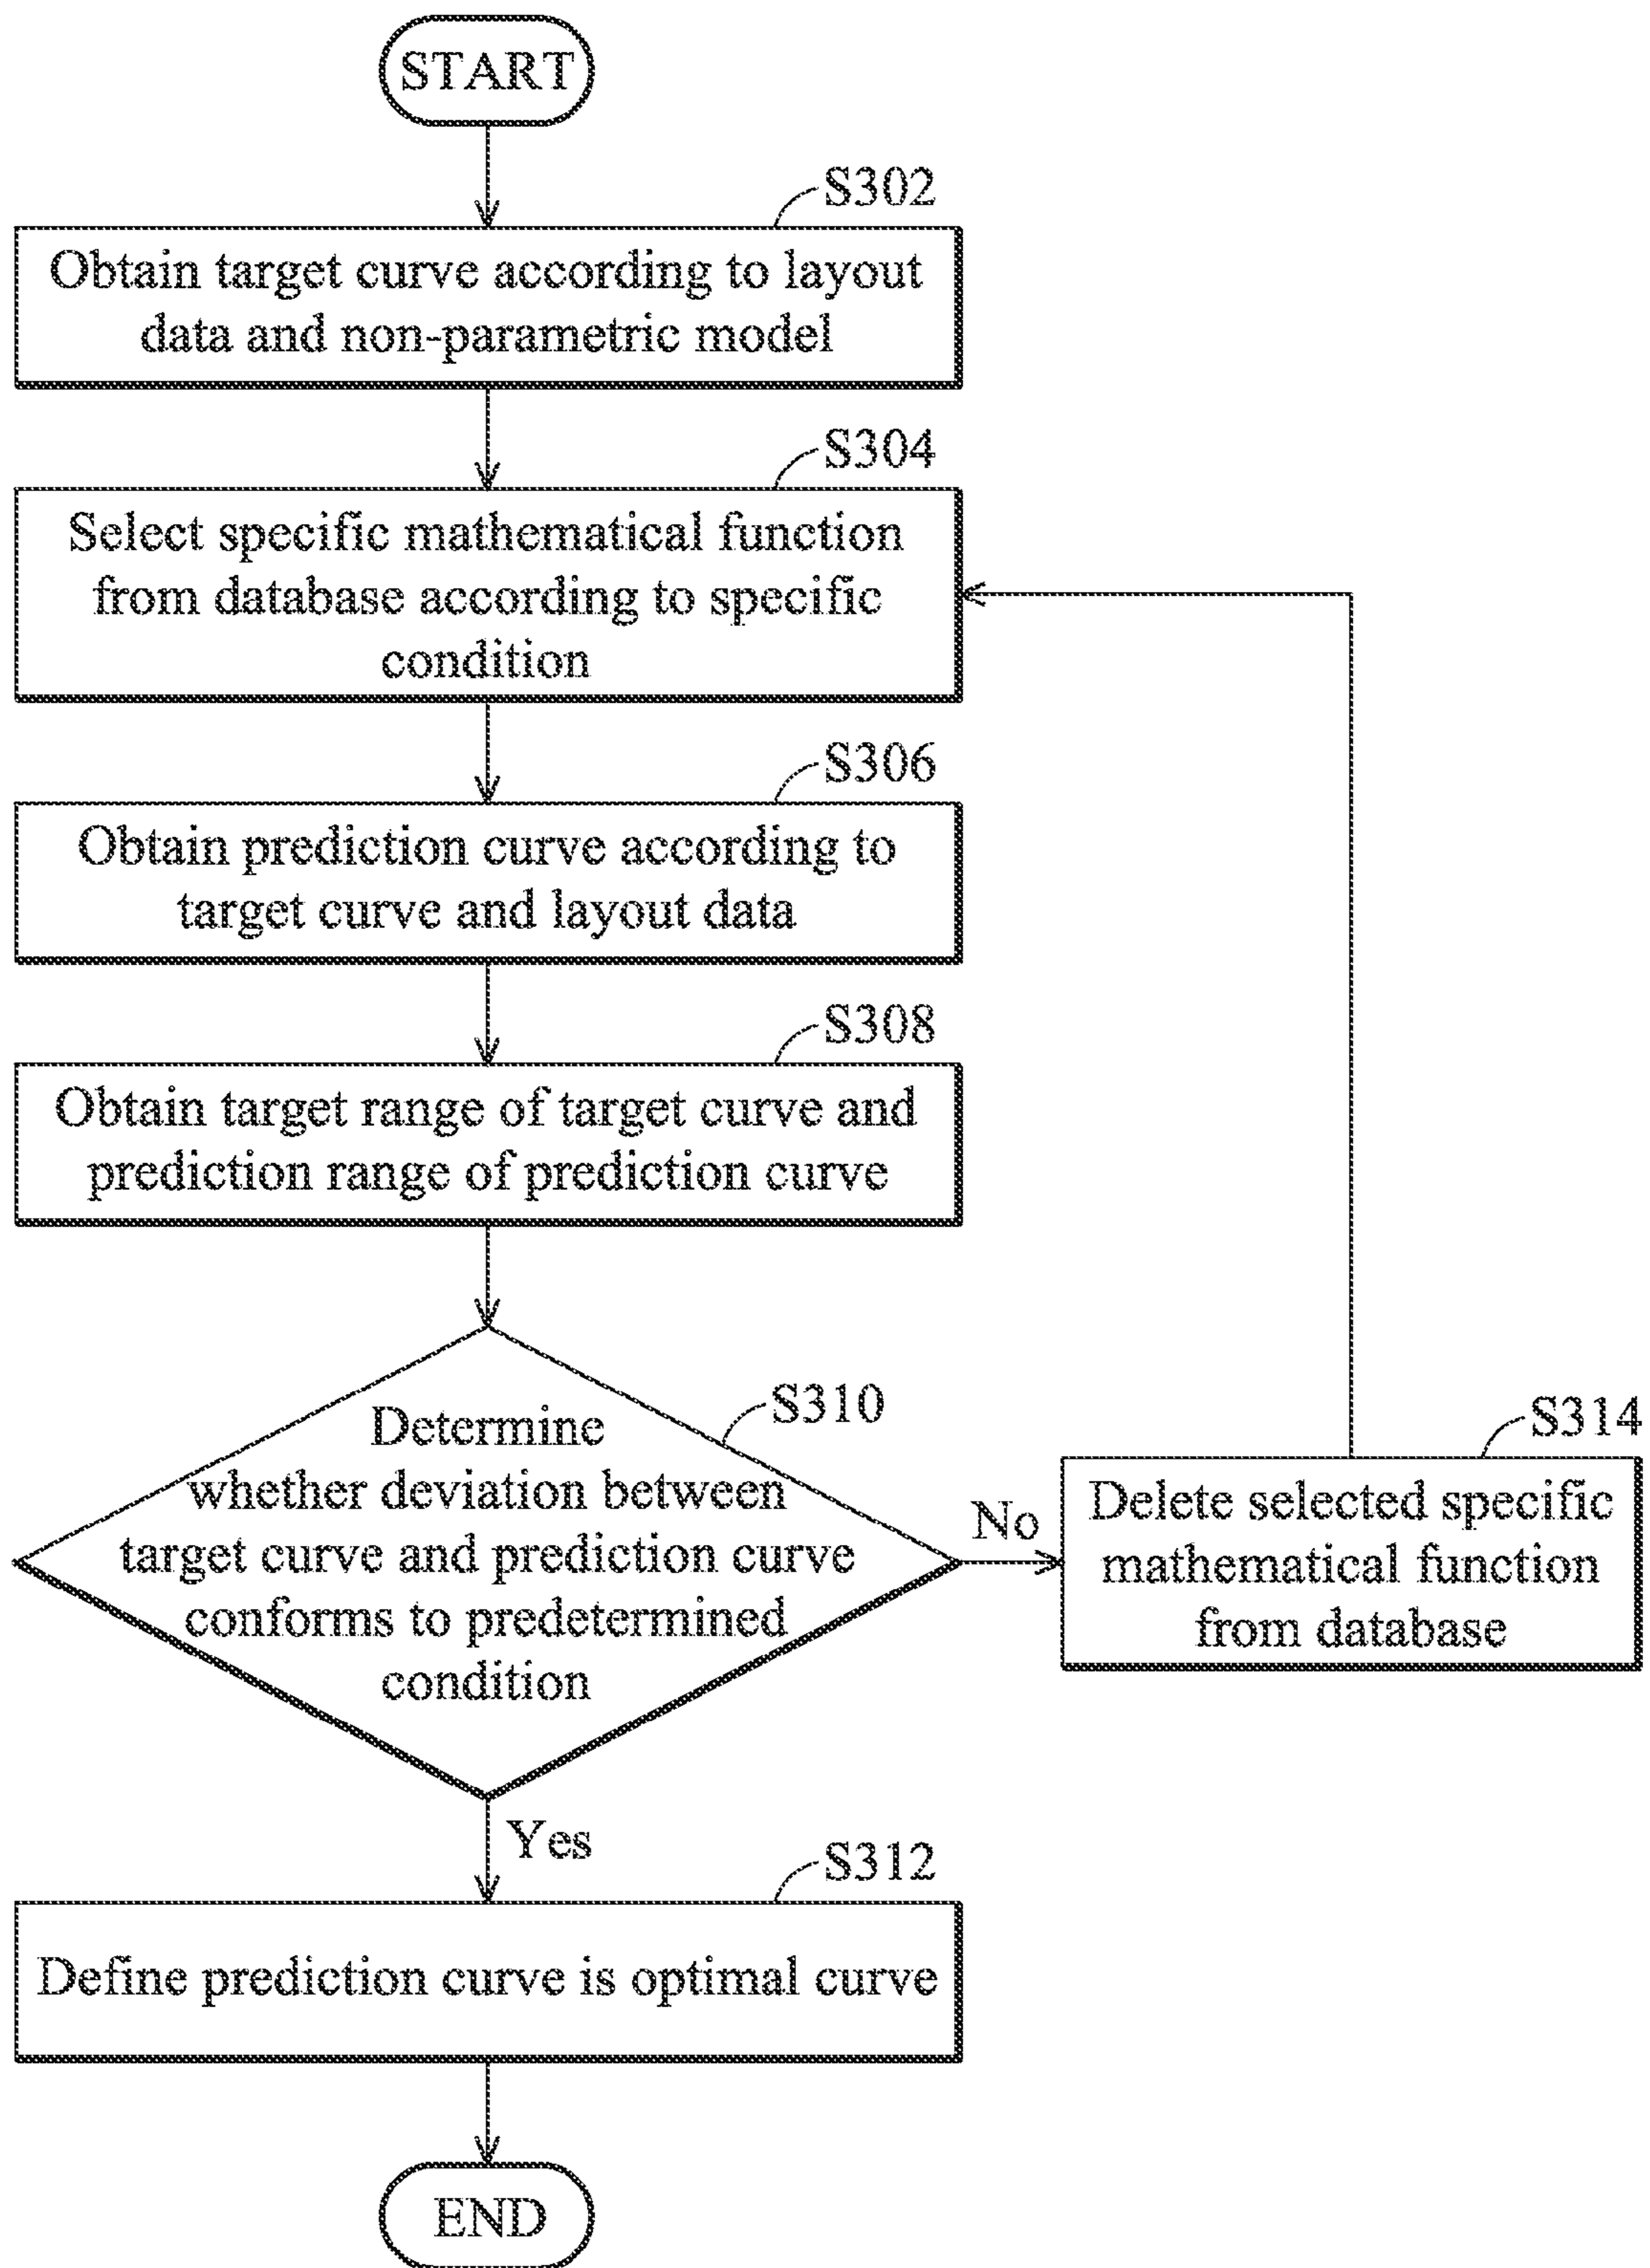 START
S302
Obtain target curve according to layout
data and non-parametric model
S304
Select specific mathematical function
from database according to specific
condition
S306
Obtain prediction curve according to
target curve and layout data
S308
Obtain target range of target curve and
prediction range of prediction curve
S310
Determine
whether deviation between
target curve and prediction curve
conforms to predetermined
condition
No
S314
Delete selected specific
mathematical function
from database
Yes
S312
Define prediction curve is optimal curve
END